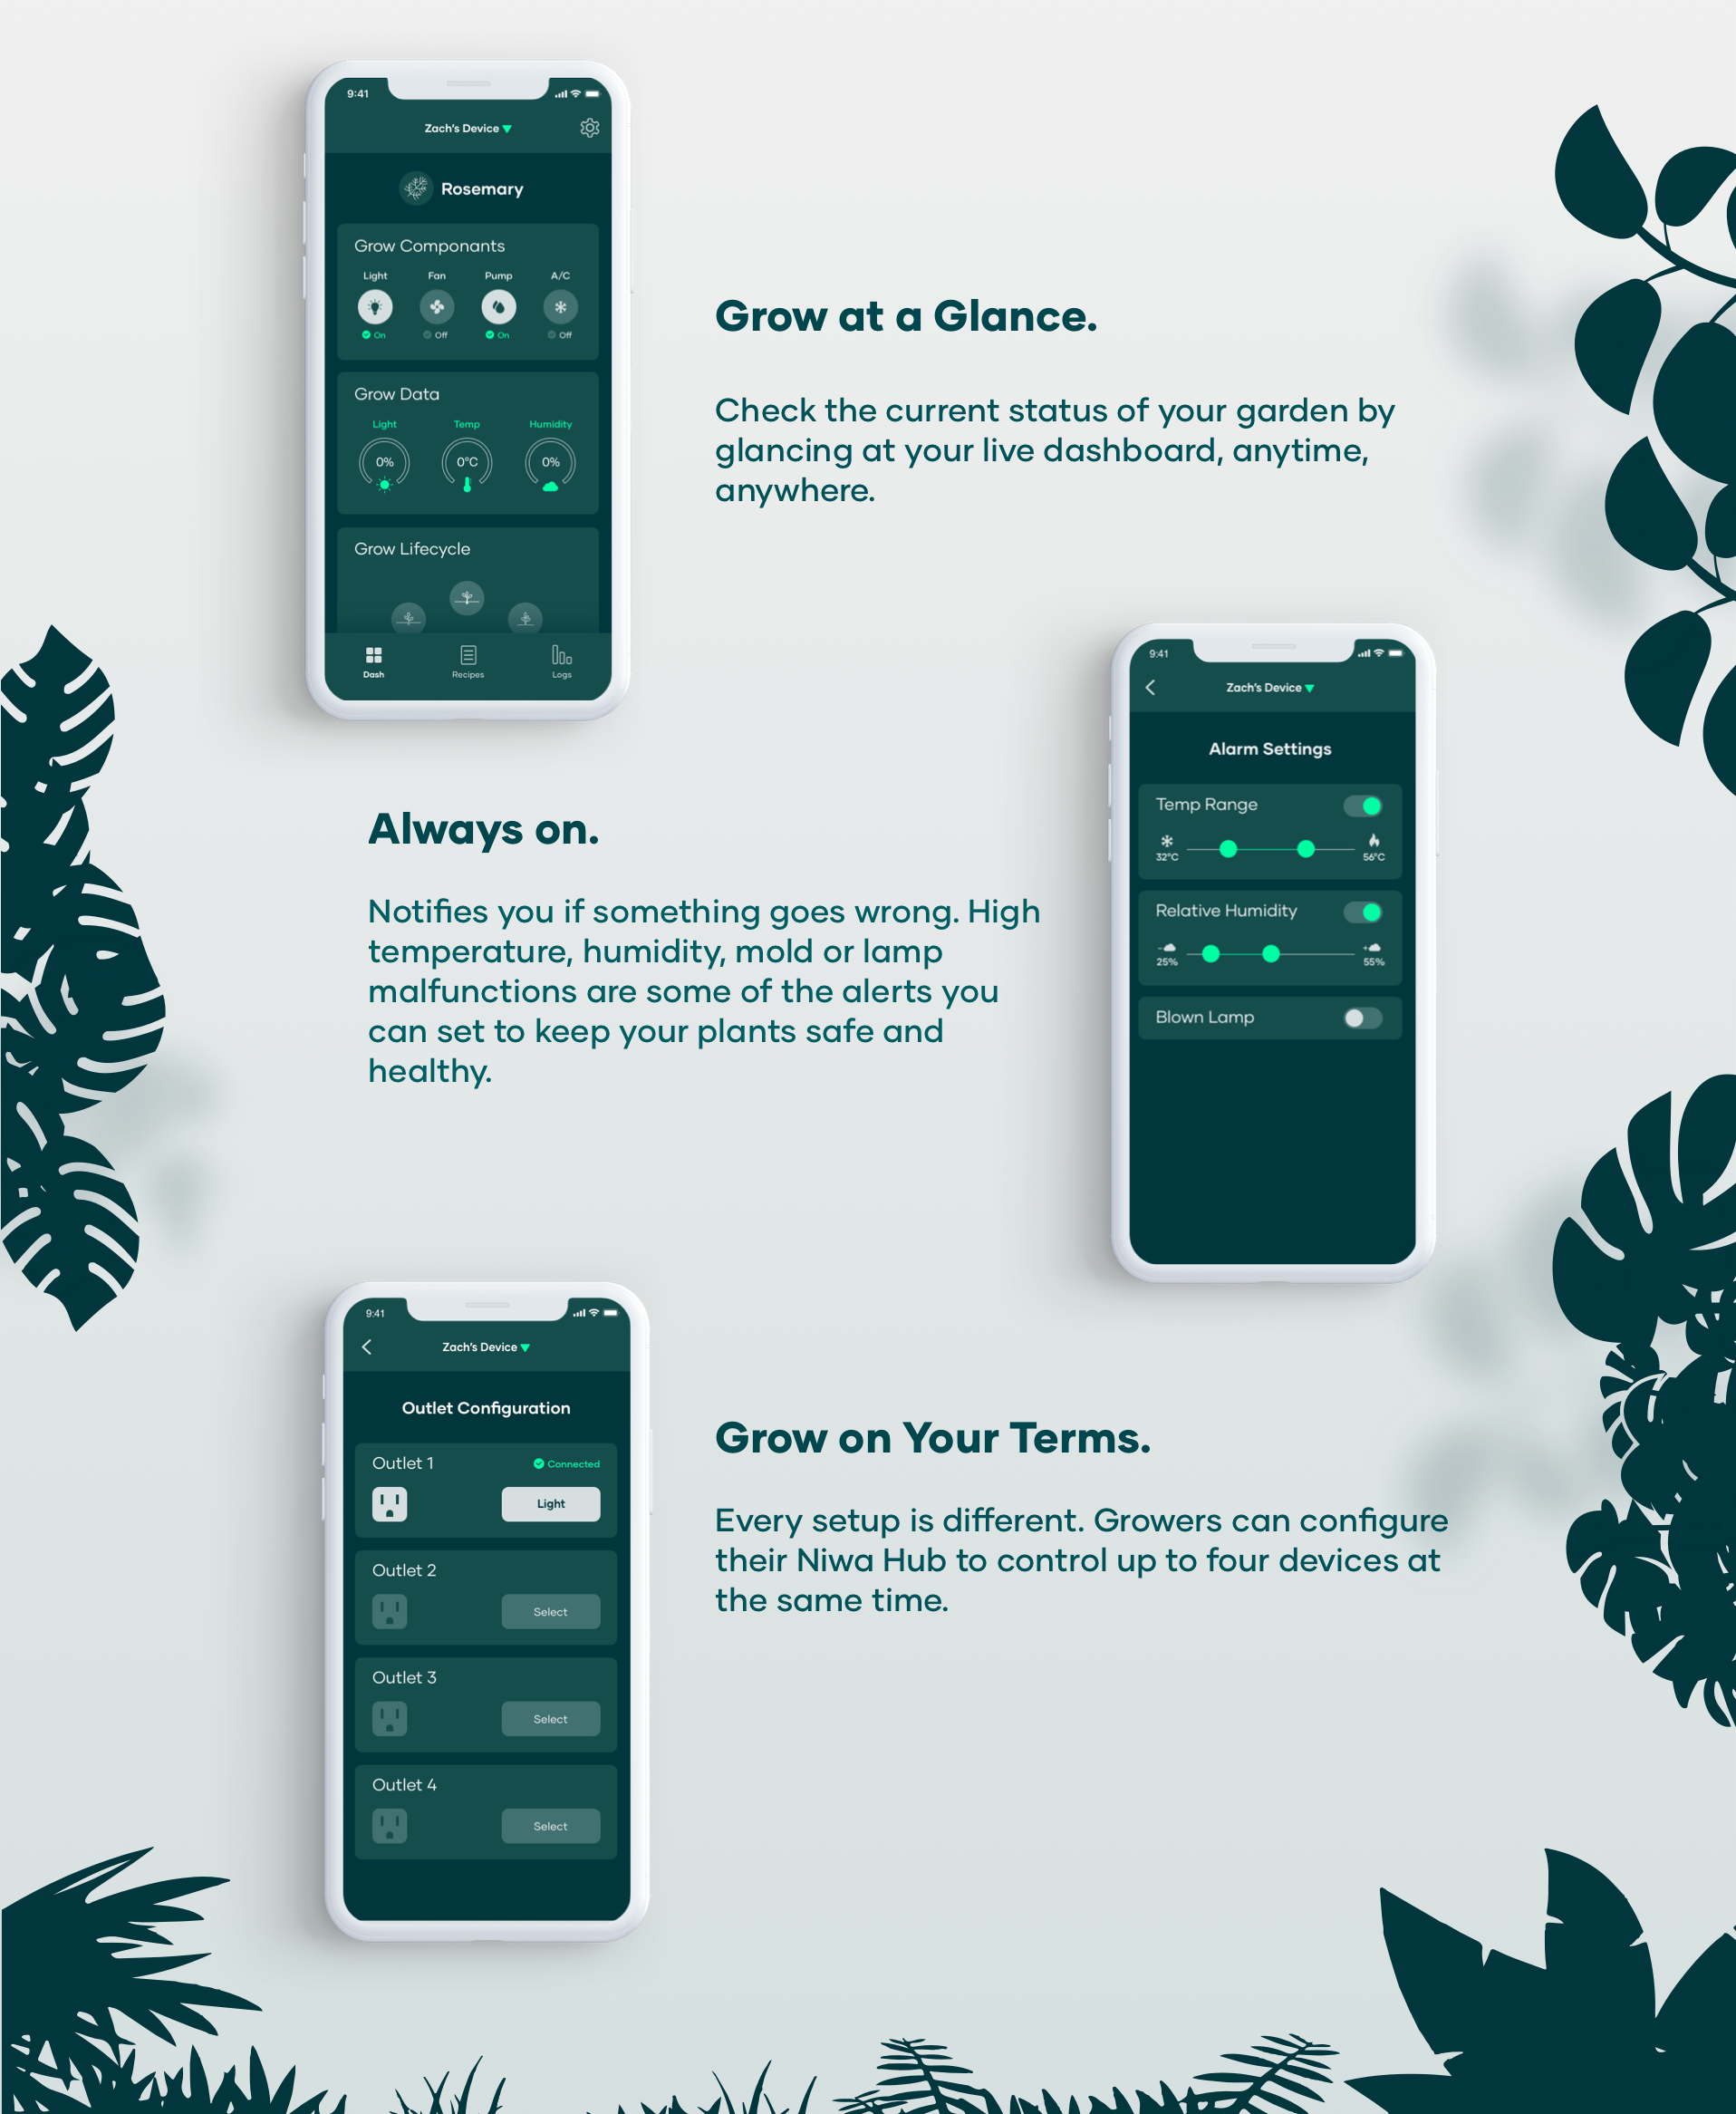 9:41
Zach's Device
Rosemary
Grow Componants
Light Fan Pump A/C
On Off On Off
Grow Data
Light Temp Humidity
0% 0°C 0%
Grow Lifecycle
Dash Recipes Logs
Grow at a Glance.
Check the current status of your garden by
glancing at your live dashboard, anytime,
anywhere.
9:41
Zach's Device
Alarm Settings
Temp Range
32°C 56°C
Relative Humidity
- +
25% 55%
Blown Lamp
Always on.
Notifies you if something goes wrong. High
temperature, humidity, mold or lamp
malfunctions are some of the alerts you
can set to keep your plants safe and
healthy.
9:41
Zach's Device
Outlet Configuration
Outlet 1 Connected
Light
Outlet 2
Select
Outlet 3
Select
Outlet 4
Select
Grow on Your Terms.
Every setup is different. Growers can configure
their Niwa Hub to control up to four devices at
the same time.